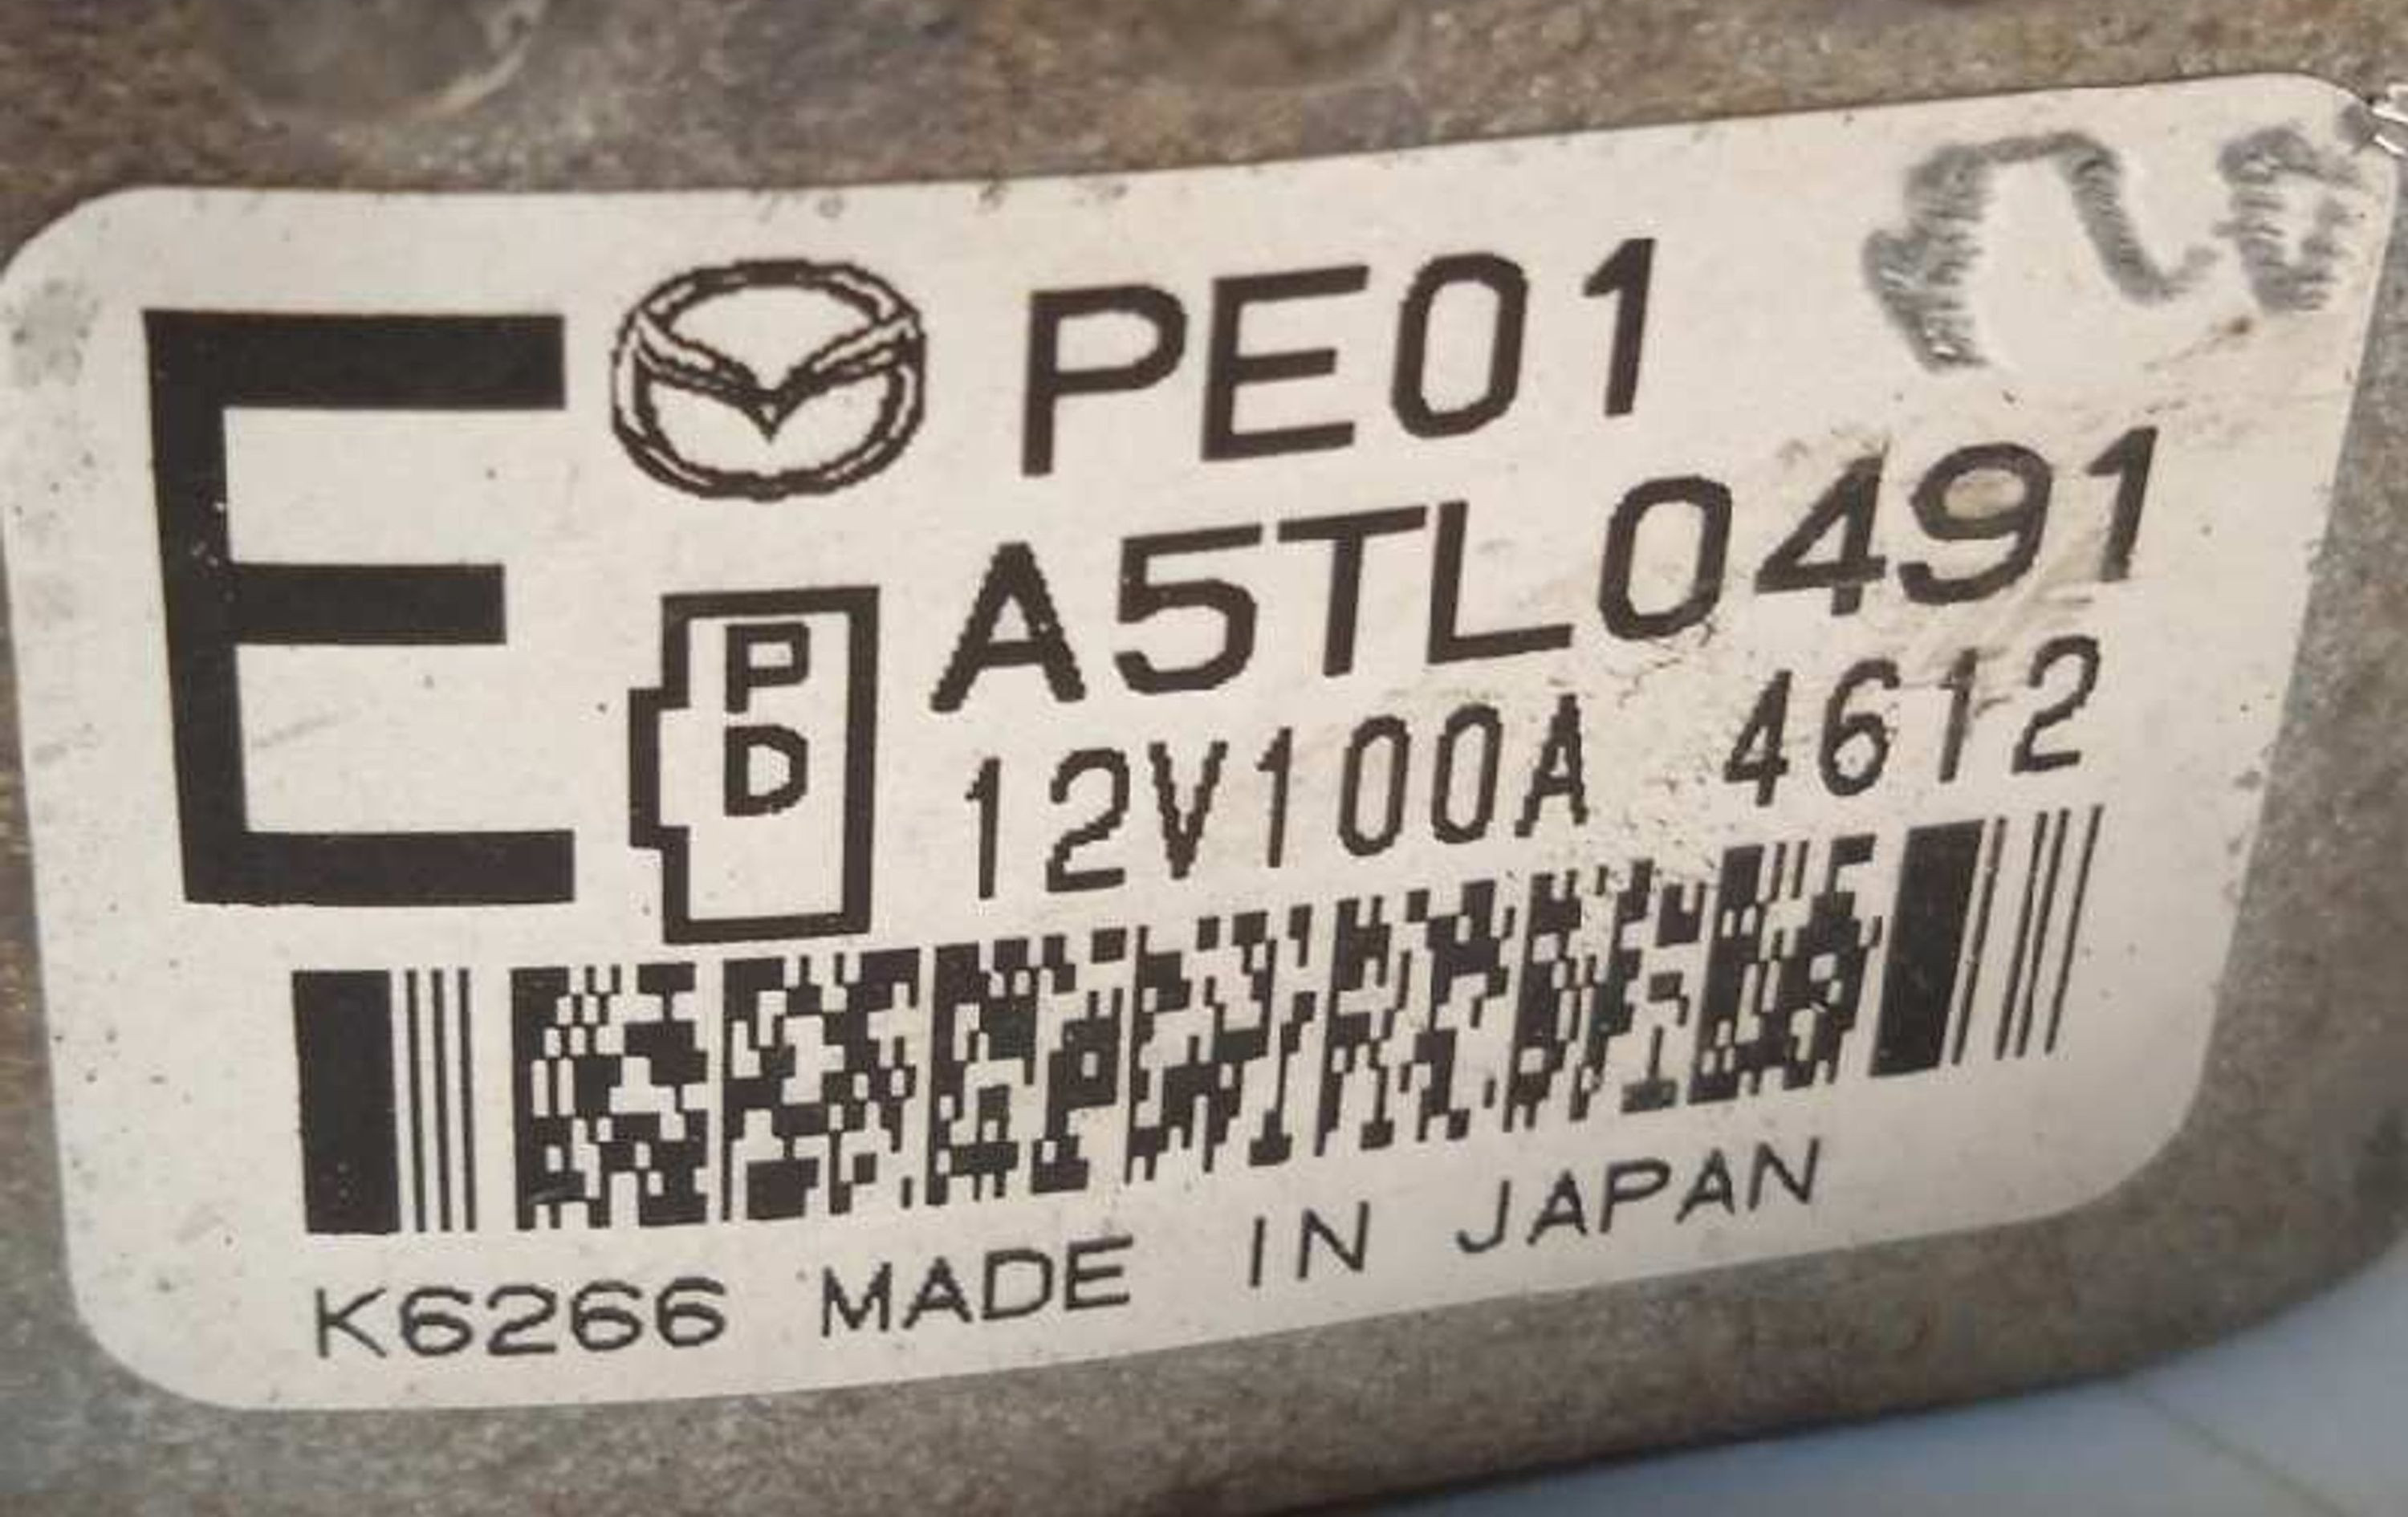 E
PE01
A5TL0491
P
D
12V100A 4612
K6266 MADE IN JAPAN